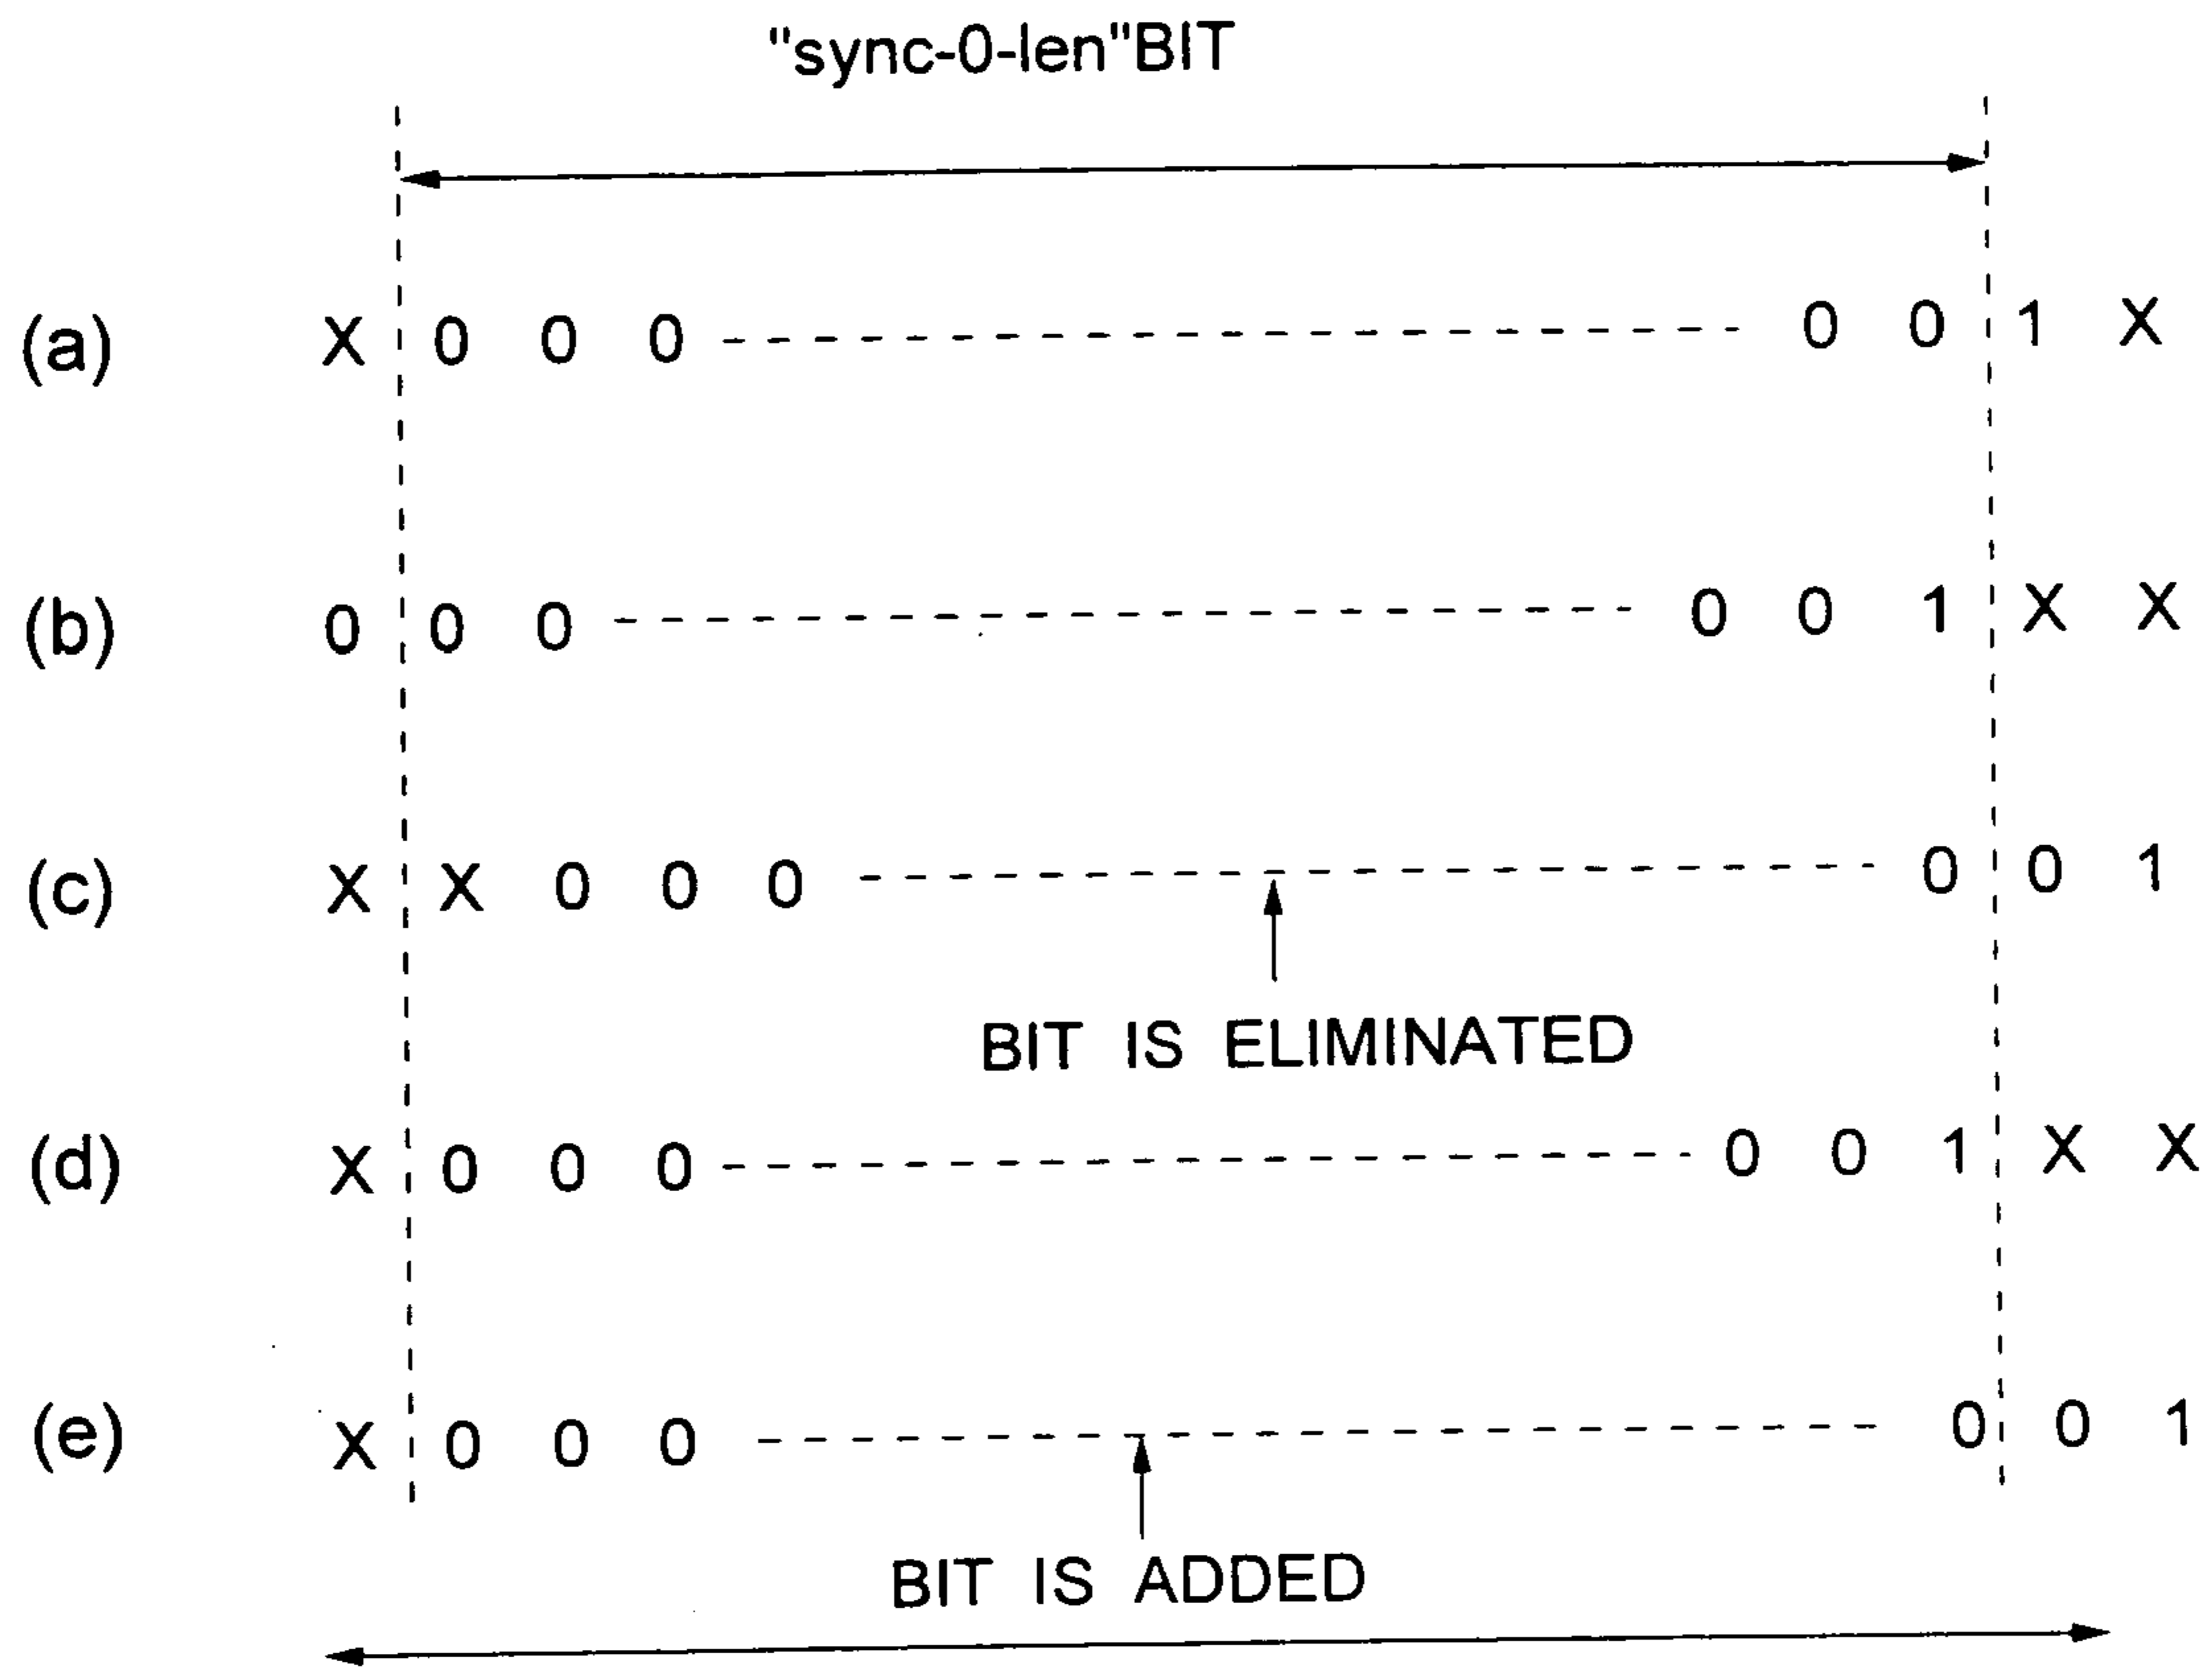 "sync-0-len"BIT
(a) X 0 0 0 0 0 1 X
(b) 0 0 0 0 0 1 X X
(c) X X 0 0 0 0 0 1
BIT IS ELIMINATED
(d) X 0 0 0 0 0 1 X X
(e) X 0 0 0 0 0 1
BIT IS ADDED